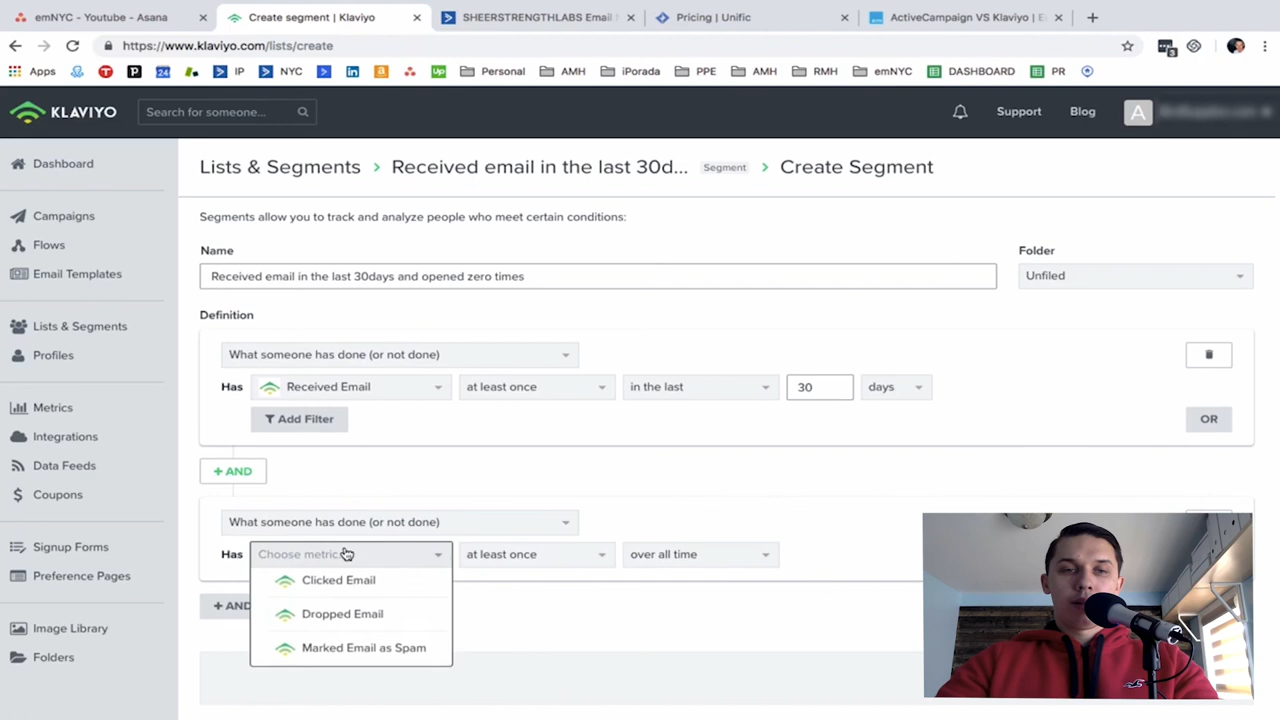 emNYC - Youtube - Asana
Create segment | Klaviyo
SHEERSTRENGTHLABS Email
Pricing | Unific
ActiveCampaign VS Klaviyo | E
https://www.klaviyo.com/lists/create
3
Apps
24
IP
NYC
Personal
AMH
iPorada
PPE
AMH
RMH
emNYC
DASHBOARD
PR
KLAVIYO
Search for someone...
Support
Blog
A
Dashboard
Campaigns
Flows
Email Templates
Lists & Segments
Profiles
Metrics
Integrations
Data Feeds
Coupons
Signup Forms
Preference Pages
Image Library
Folders
Lists & Segments > Received email in the last 30d... Segment > Create Segment
Segments allow you to track and analyze people who meet certain conditions:
Name
Folder
Received email in the last 30days and opened zero times
Unfiled
Definition
What someone has done (or not done)
Has Received Email at least once in the last 30 days
Add Filter
OR
+ AND
What someone has done (or not done)
Has Choose metric at least once over all time
Clicked Email
+ AND
Dropped Email
Marked Email as Spam